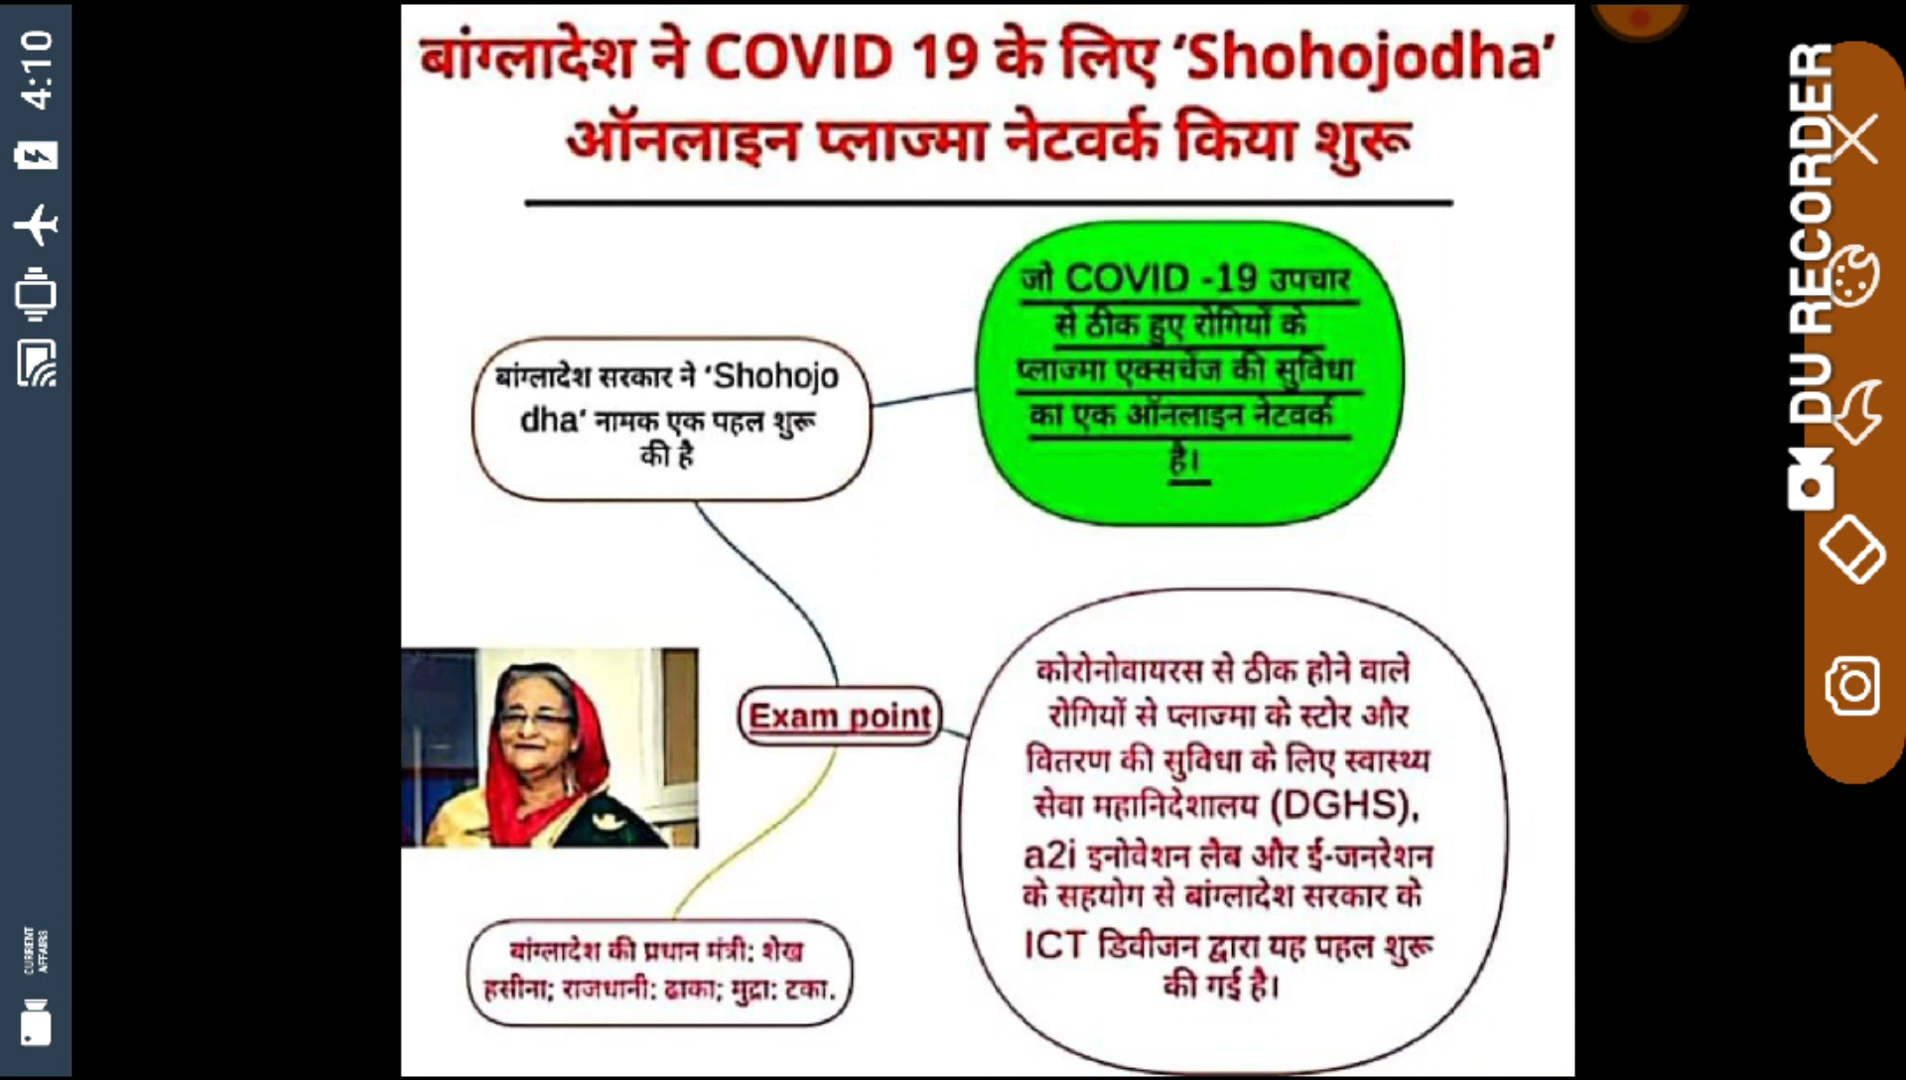 बांग्लादेश ने COVID 19 के लिए ‘Shohojodha’
ऑनलाइन प्लाज्मा नेटवर्क किया शुरू
जो COVID -19 उपचार
से ठीक हुए रोगियों के
प्लाज्मा एक्सचेंज की सुविधा
का एक ऑनलाइन नेटवर्क
है।
बांग्लादेश सरकार ने ‘Shohojo
dha’ नामक एक पहल शुरू
की है
Exam point
कोरोनोवायरस से ठीक होने वाले
रोगियों से प्लाज्मा के स्टोर और
वितरण की सुविधा के लिए स्वास्थ्य
सेवा महानिदेशालय (DGHS),
a2i इनोवेशन लैब और ई-जनरेशन
के सहयोग से बांग्लादेश सरकार के
ICT डिवीजन द्वारा यह पहल शुरू
की गई है।
बांग्लादेश की प्रधान मंत्री: शेख
हसीना; राजधानी: ढाका; मुद्रा: टका.
4:10
CURRENT
AFFAIRS
DU RECORDER